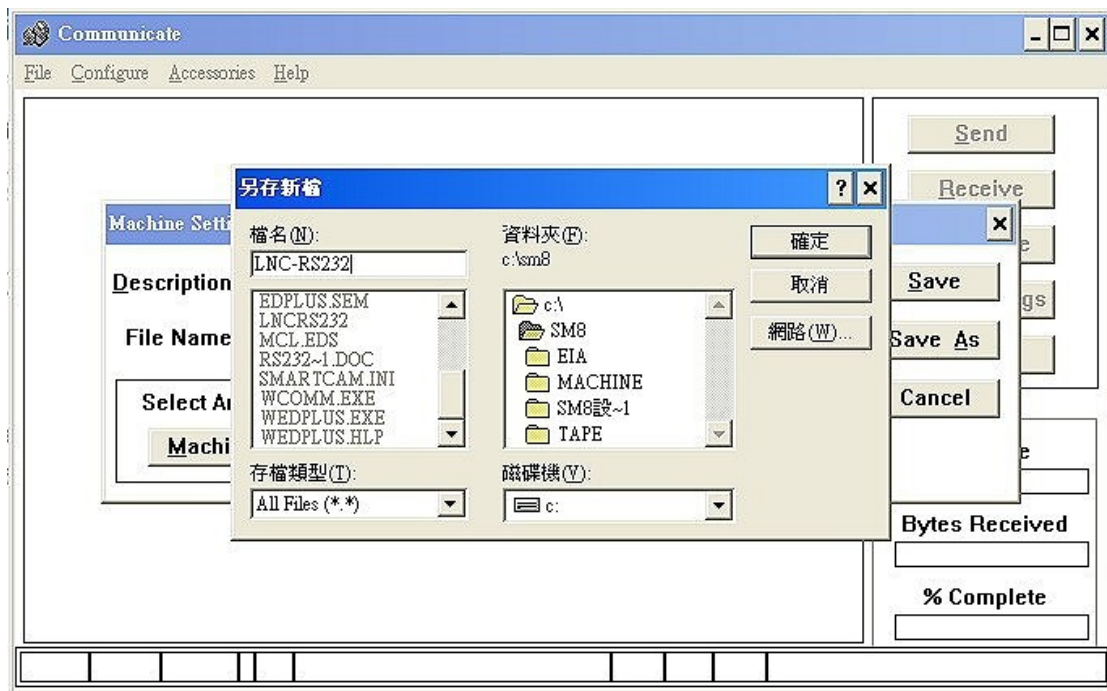 Communicate
File Configure Accessories Help
Send
Receive
另存新檔
Machine Setti
檔名(N):
LNC-RS232
資料夾(F):
c:\sm8
確定
取消
網路(W)...
EDPLUS.SEM
LNCRS232
MCL.EDS
RS232~1.DOC
SMARTCAM.INI
WCOMM.EXE
WEDPLUS.EXE
WEDPLUS.HLP
c:\
SM8
EIA
MACHINE
SM8設~1
TAPE
存檔類型(T):
All Files (*.*)
磁碟機(V):
c:
Description
File Name
Select
Machi
Save
Save As
Cancel
gs
Bytes Received
% Complete